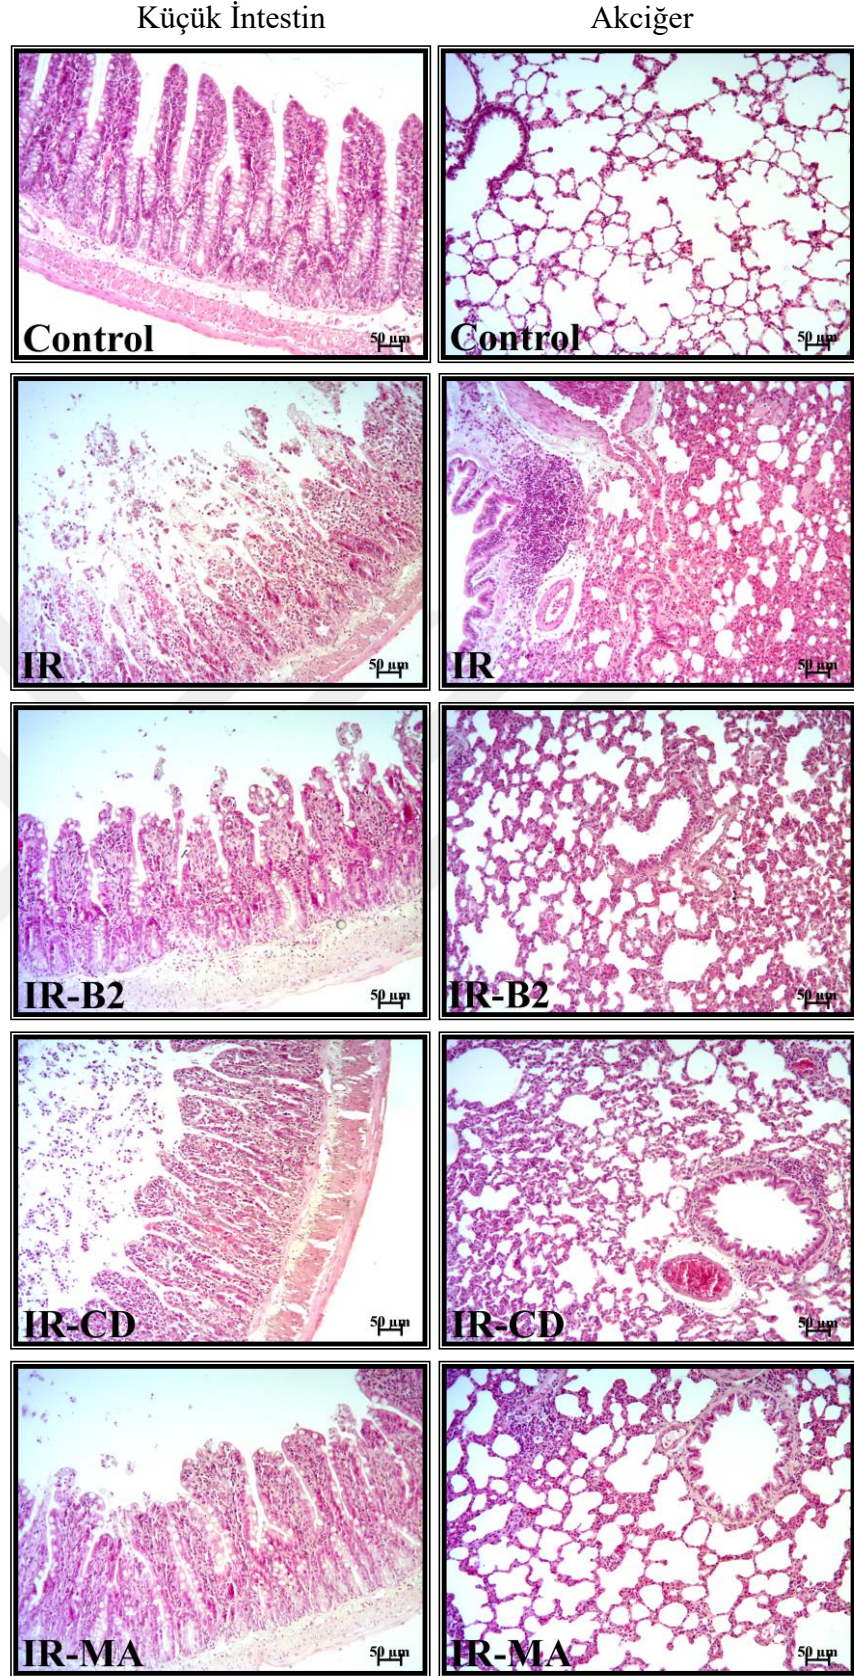 Küçük İntestin Akciğer
Control 50 µm Control 50 µm
IR 50 µm IR 50 µm
IR-B2 50 µm IR-B2 50 µm
IR-CD 50 µm IR-CD 50 µm
IR-MA 50 µm IR-MA 50 µm